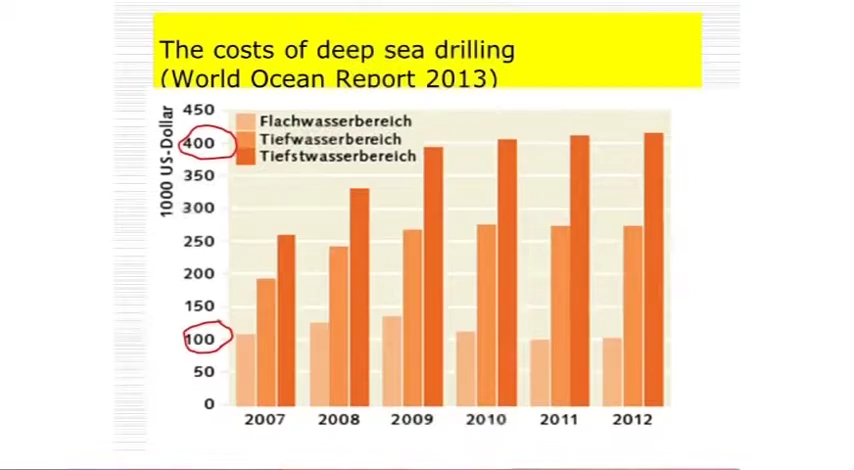 The costs of deep sea drilling
(World Ocean Report 2013)
1000 US-Dollar
450
400
350
300
250
200
150
100
50
0
Flachwasserbereich
Tiefwasserbereich
Tiefstwasserbereich
2007 2008 2009 2010 2011 2012